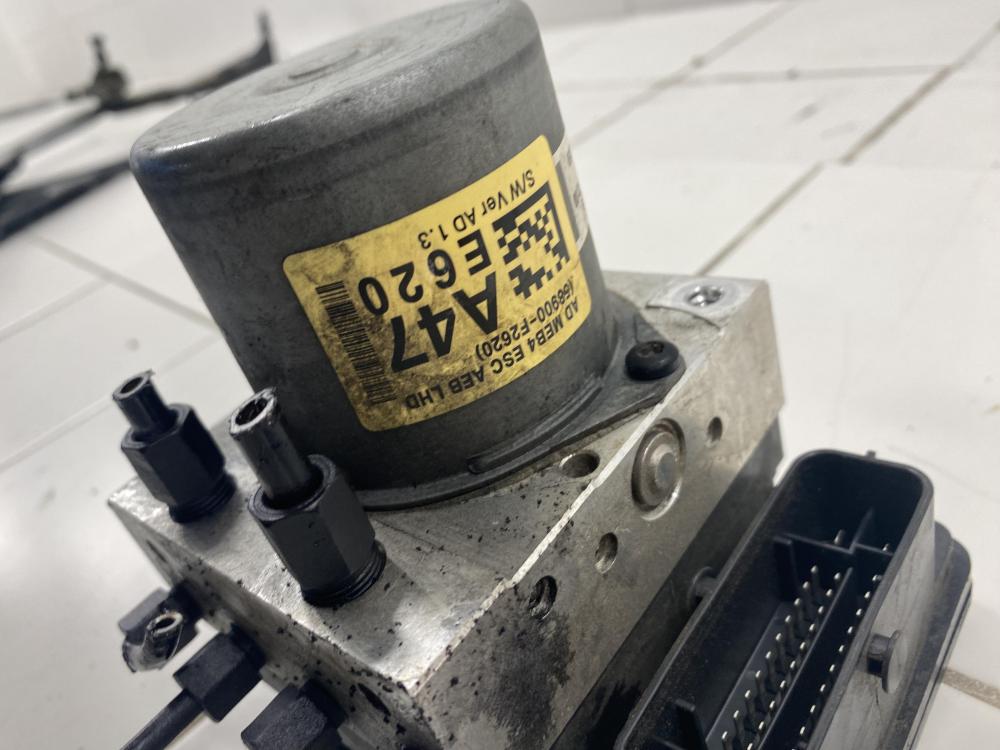 AD MEB4 ESC AEB LHD
(58900-F2620)
A47
E620
S/W Ver AD 1.3